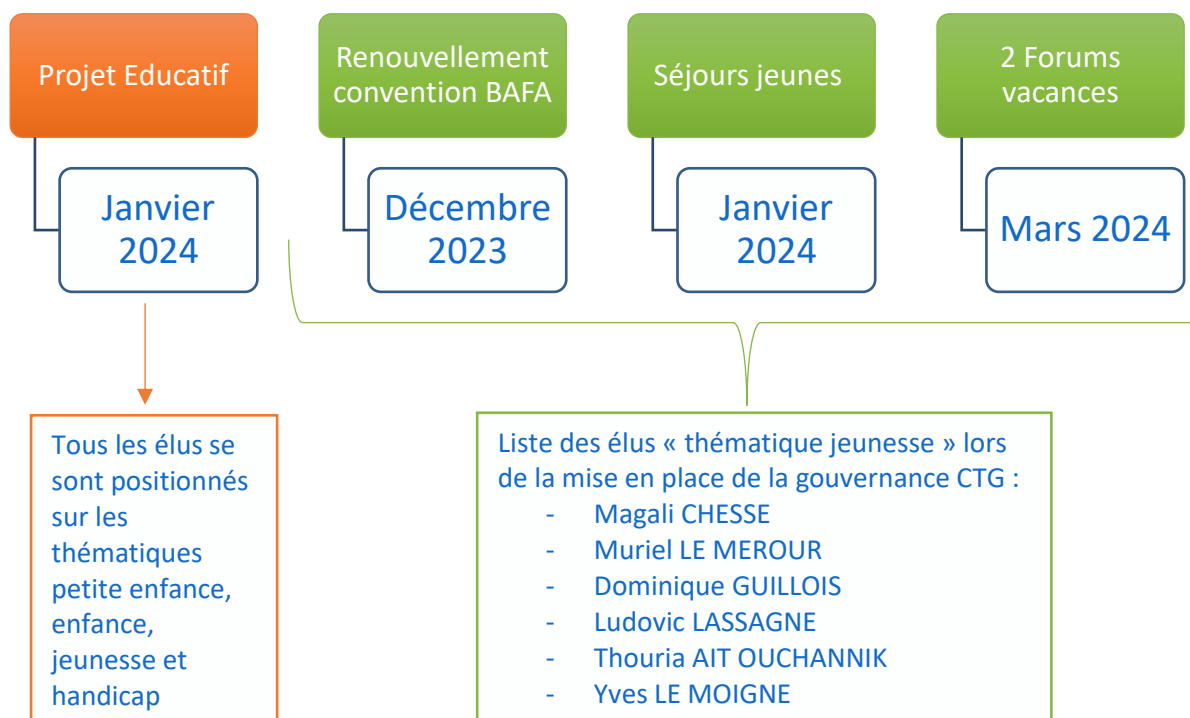 Projet Educatif
Renouvellement
convention BAFA
Séjours jeunes
2 Forums
vacances
Janvier
2024
Décembre
2023
Janvier
2024
Mars 2024
Tous les élus se
sont positionnés
sur les
thématiques
petite enfance,
enfance,
jeunesse et
handicap
Liste des élus « thématique jeunesse » lors
de la mise en place de la gouvernance CTG :
- Magali CHESSE
- Muriel LE MEROUR
- Dominique GUILLOIS
- Ludovic LASSAGNE
- Thouria AIT OUCHANNIK
- Yves LE MOIGNE